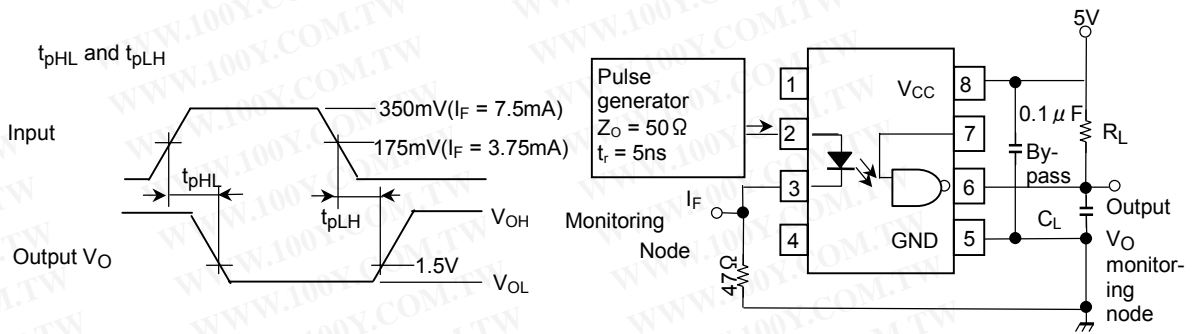 t_pHL and t_pLH
Input
350mV(I_F = 7.5mA)
175mV(I_F = 3.75mA)
t_pHL
t_pLH
V_OH
Output V_O
1.5V
V_OL
5V
Pulse
generator
Z_O = 50 Ω
t_r = 5ns
1
2
3
4
V_CC
GND
8
7
6
5
0.1 μ F
By-
pass
R_L
C_L
Output
V_O
monitor-
ing
node
I_F
Monitoring
Node
47Ω
WWW.100Y.COM.TW